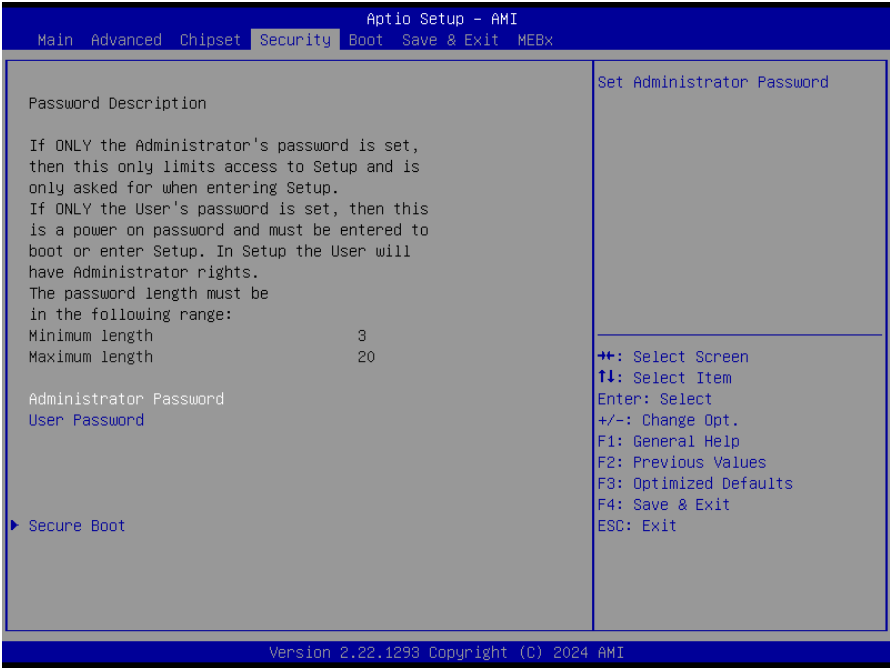 Aptio Setup – AMI
Main Advanced Chipset Security Boot Save & Exit MEBx
Password Description
If ONLY the Administrator's password is set,
then this only limits access to Setup and is
only asked for when entering Setup.
If ONLY the User's password is set, then this
is a power on password and must be entered to
boot or enter Setup. In Setup the User will
have Administrator rights.
The password length must be
in the following range:
Minimum length 3
Maximum length 20
Administrator Password
User Password
Secure Boot
Set Administrator Password
→←: Select Screen
↑↓: Select Item
Enter: Select
+/-: Change Opt.
F1: General Help
F2: Previous Values
F3: Optimized Defaults
F4: Save & Exit
ESC: Exit
Version 2.22.1293 Copyright (C) 2024 AMI